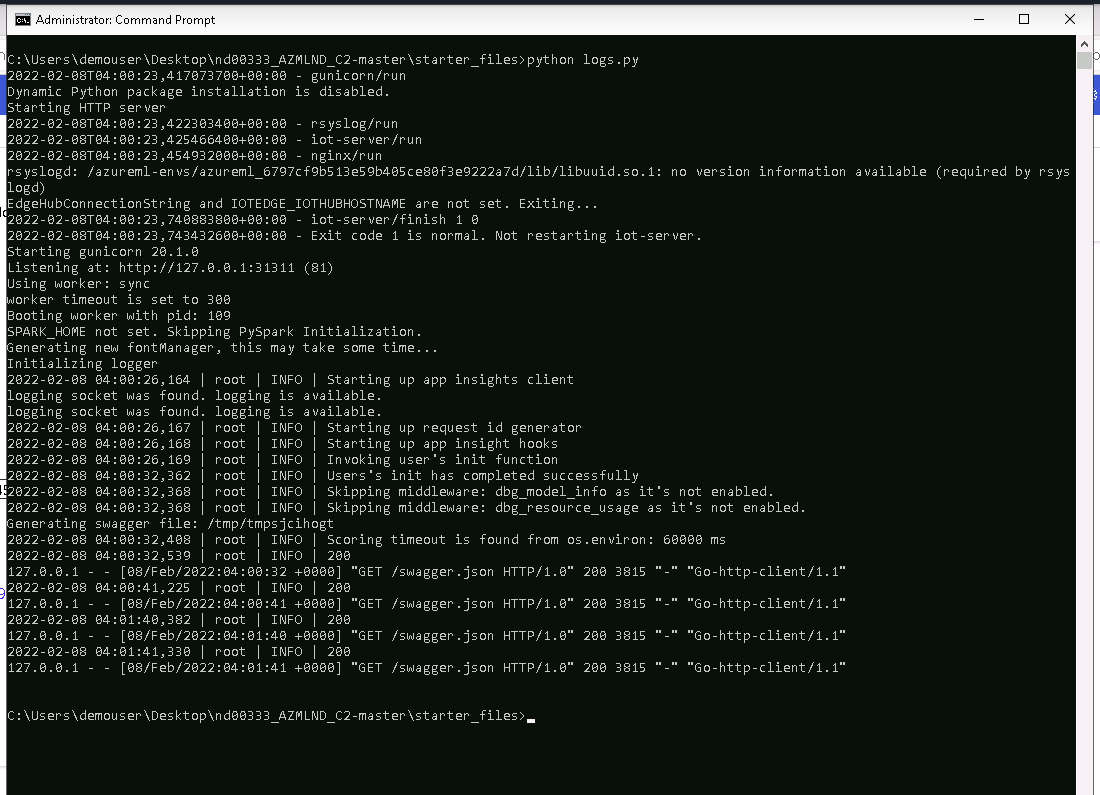 Administrator: Command Prompt
C:\Users\demouser\Desktop\nd00333_AZMLND_C2-master\starter_files>python logs.py
2022-02-08T04:00:23,417073700+00:00 - gunicorn/run
Dynamic Python package installation is disabled.
Starting HTTP server
2022-02-08T04:00:23,422303400+00:00 - rsyslog/run
2022-02-08T04:00:23,425466400+00:00 - iot-server/run
2022-02-08T04:00:23,454932000+00:00 - nginx/run
rsyslogd: /azureml-envs/azureml_6797cf9b513e59b405ce80f3e9222a7d/lib/libuuid.so.1: no version information available (required by rsys
logd)
EdgeHubConnectionString and IOTEDGE_IOTHUBHOSTNAME are not set. Exiting...
2022-02-08T04:00:23,740883800+00:00 - iot-server/finish 1 0
2022-02-08T04:00:23,743432600+00:00 - Exit code 1 is normal. Not restarting iot-server.
Starting gunicorn 20.1.0
Listening at: http://127.0.0.1:31311 (81)
Using worker: sync
worker timeout is set to 300
Booting worker with pid: 109
SPARK_HOME not set. Skipping PySpark Initialization.
Generating new fontManager, this may take some time...
Initializing logger
2022-02-08 04:00:26,164 | root | INFO | Starting up app insights client
logging socket was found. logging is available.
logging socket was found. logging is available.
2022-02-08 04:00:26,167 | root | INFO | Starting up request id generator
2022-02-08 04:00:26,168 | root | INFO | Starting up app insight hooks
2022-02-08 04:00:26,169 | root | INFO | Invoking user's init function
2022-02-08 04:00:32,362 | root | INFO | Users's init has completed successfully
2022-02-08 04:00:32,368 | root | INFO | Skipping middleware: dbg_model_info as it's not enabled.
2022-02-08 04:00:32,368 | root | INFO | Skipping middleware: dbg_resource_usage as it's not enabled.
Generating swagger file: /tmp/tmpsjcihogt
2022-02-08 04:00:32,408 | root | INFO | Scoring timeout is found from os.environ: 60000 ms
2022-02-08 04:00:32,539 | root | INFO | 200
127.0.0.1 - - [08/Feb/2022:04:00:32 +0000] "GET /swagger.json HTTP/1.0" 200 3815 "-" "Go-http-client/1.1"
2022-02-08 04:00:41,225 | root | INFO | 200
127.0.0.1 - - [08/Feb/2022:04:00:41 +0000] "GET /swagger.json HTTP/1.0" 200 3815 "-" "Go-http-client/1.1"
2022-02-08 04:01:40,382 | root | INFO | 200
127.0.0.1 - - [08/Feb/2022:04:01:40 +0000] "GET /swagger.json HTTP/1.0" 200 3815 "-" "Go-http-client/1.1"
2022-02-08 04:01:41,330 | root | INFO | 200
127.0.0.1 - - [08/Feb/2022:04:01:41 +0000] "GET /swagger.json HTTP/1.0" 200 3815 "-" "Go-http-client/1.1"
C:\Users\demouser\Desktop\nd00333_AZMLND_C2-master\starter_files>